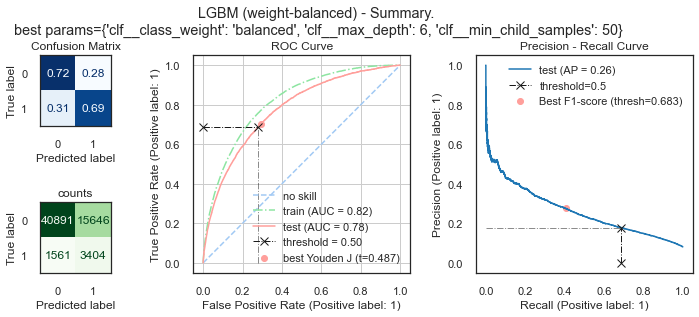 LGBM (weight-balanced) - Summary.
best params={'clf__class_weight': 'balanced', 'clf__max_depth': 6, 'clf__min_child_samples': 50}
Confusion Matrix
True label
0
1
0.72 0.28
0.31 0.69
0 1
Predicted label
counts
True label
0
1
40891 15646
1561 3404
0 1
Predicted label
ROC Curve
True Positive Rate (Positive label: 1)
1.0
0.8
0.6
0.4
0.2
0.0
no skill
train (AUC = 0.82)
test (AUC = 0.78)
threshold = 0.50
best Youden J (t=0.487)
0.0 0.2 0.4 0.6 0.8 1.0
False Positive Rate (Positive label: 1)
Precision - Recall Curve
Precision (Positive label: 1)
1.0
0.8
0.6
0.4
0.2
0.0
test (AP = 0.26)
threshold=0.5
Best F1-score (thresh=0.683)
0.0 0.2 0.4 0.6 0.8 1.0
Recall (Positive label: 1)